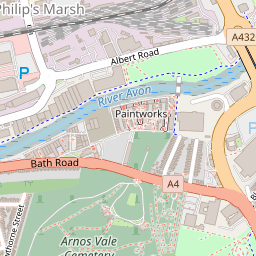 Philip's Marsh
A432
Albert Road
P
River Avon
Paintworks
Bath Road
A4
Arnos Vale
Cemetery